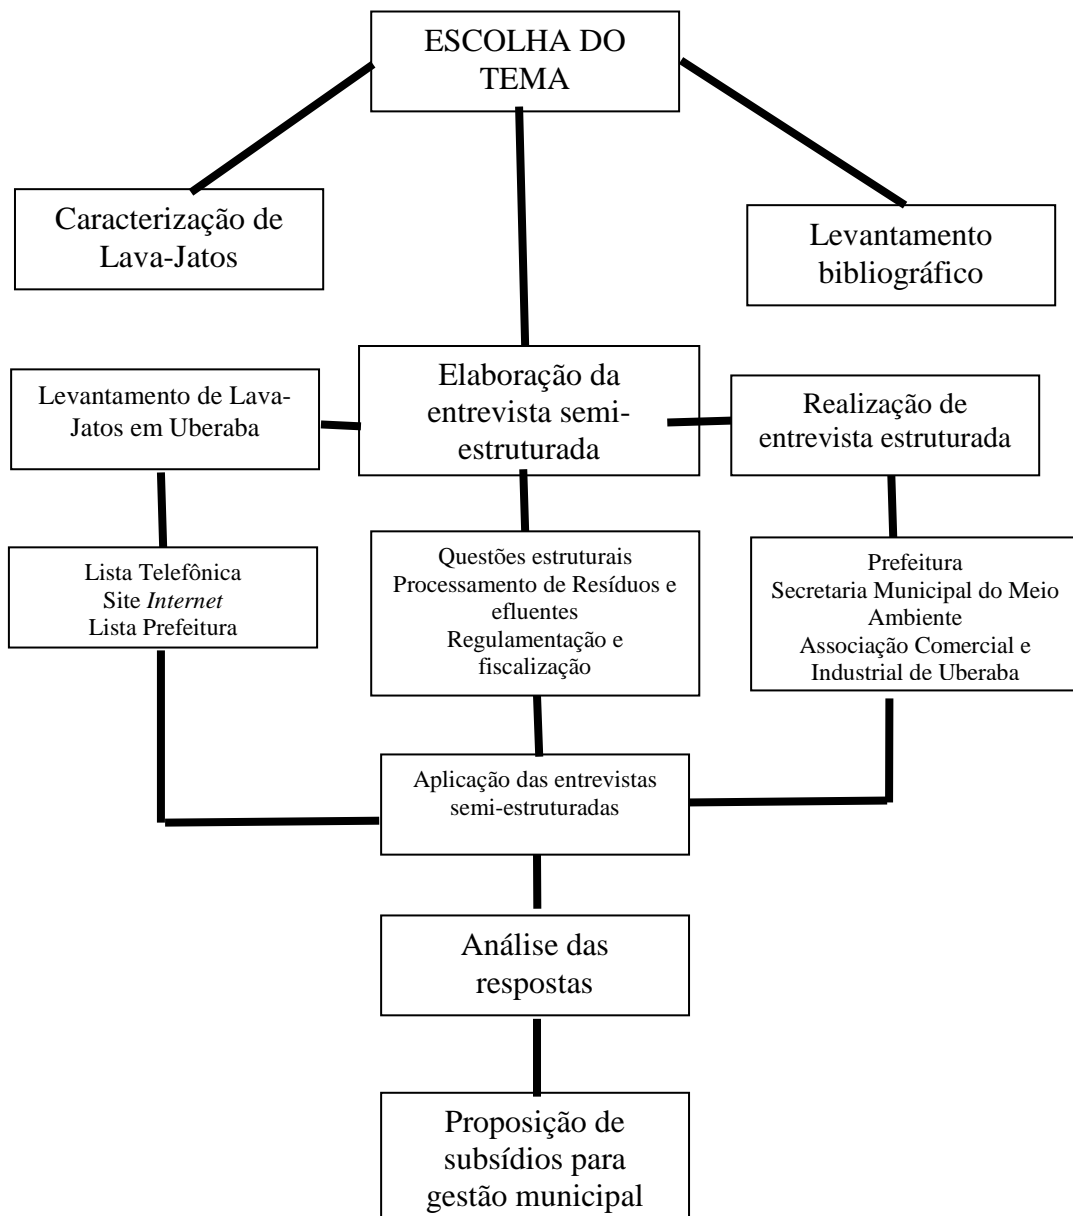 ESCOLHA DO
TEMA
Caracterização de
Lava-Jatos
Levantamento
bibliográfico
Levantamento de Lava-
Jatos em Uberaba
Elaboração da
entrevista semi-
estruturada
Realização de
entrevista estruturada
Lista Telefônica
Site Internet
Lista Prefeitura
Questões estruturais
Processamento de Resíduos e
efluentes
Regulamentação e
fiscalização
Prefeitura
Secretaria Municipal do Meio
Ambiente
Associação Comercial e
Industrial de Uberaba
Aplicação das entrevistas
semi-estruturadas
Análise das
respostas
Proposição de
subsídios para
gestão municipal